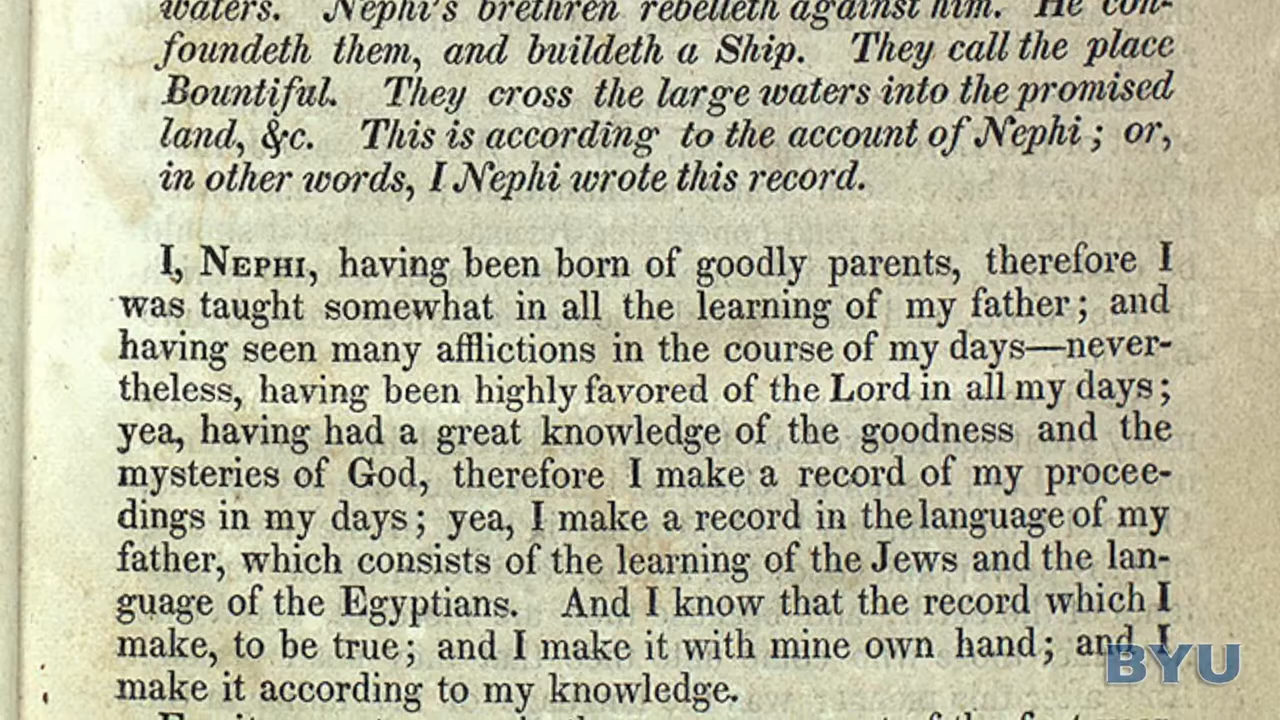 waters. Nephi's brethren rebelleth against him. He con-
foundeth them, and buildeth a Ship. They call the place
Bountiful. They cross the large waters into the promised
land, &c. This is according to the account of Nephi; or,
in other words, I Nephi wrote this record.
I, NEPHI, having been born of goodly parents, therefore I
was taught somewhat in all the learning of my father; and
having seen many afflictions in the course of my days—never-
theless, having been highly favored of the Lord in all my days;
yea, having had a great knowledge of the goodness and the
mysteries of God, therefore I make a record of my procee-
dings in my days; yea, I make a record in the language of my
father, which consists of the learning of the Jews and the lan-
guage of the Egyptians. And I know that the record which I
make, to be true; and I make it with mine own hand; and I
make it according to my knowledge.
BYU